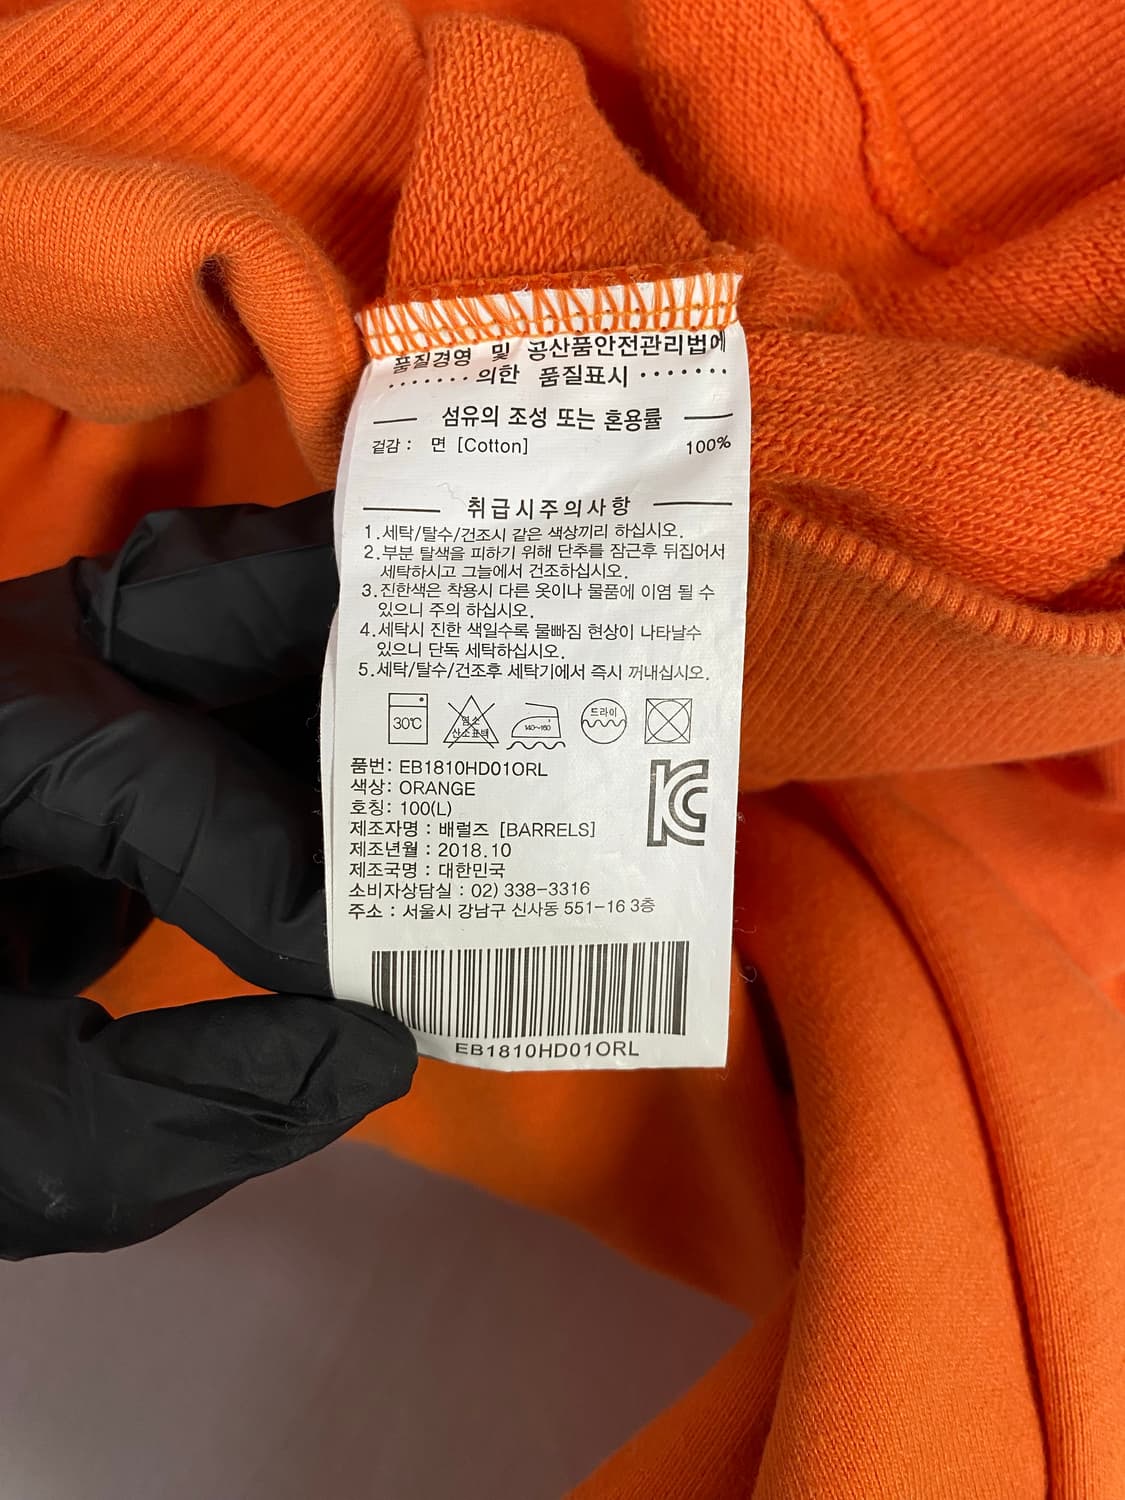 품질경영 및 공산품안전관리법에
······· 의한 품질표시 ·······
섬유의 조성 또는 혼용률
겉감 : 면 [Cotton] 100%
취급시주의사항
1.세탁/탈수/건조시 같은 색상끼리 하십시오.
2.부분 탈색을 피하기 위해 단추를 잠근후 뒤집어서
세탁하시고 그늘에서 건조하십시오.
3.진한색은 착용시 다른 옷이나 물품에 이염 될 수
있으니 주의 하십시오.
4.세탁시 진한 색일수록 물빠짐 현상이 나타날수
있으니 단독 세탁하십시오.
5.세탁/탈수/건조후 세탁기에서 즉시 꺼내십시오.
30℃ 염소 산소표백 140~160 드라이
품번: EB1810HD01ORL
색상: ORANGE
호칭: 100(L)
제조자명 : 배럴즈 [BARRELS]
제조년월 : 2018.10
제조국명 : 대한민국
소비자상담실 : 02) 338-3316
주소 : 서울시 강남구 신사동 551-16 3층
KC
EB1810HD01ORL